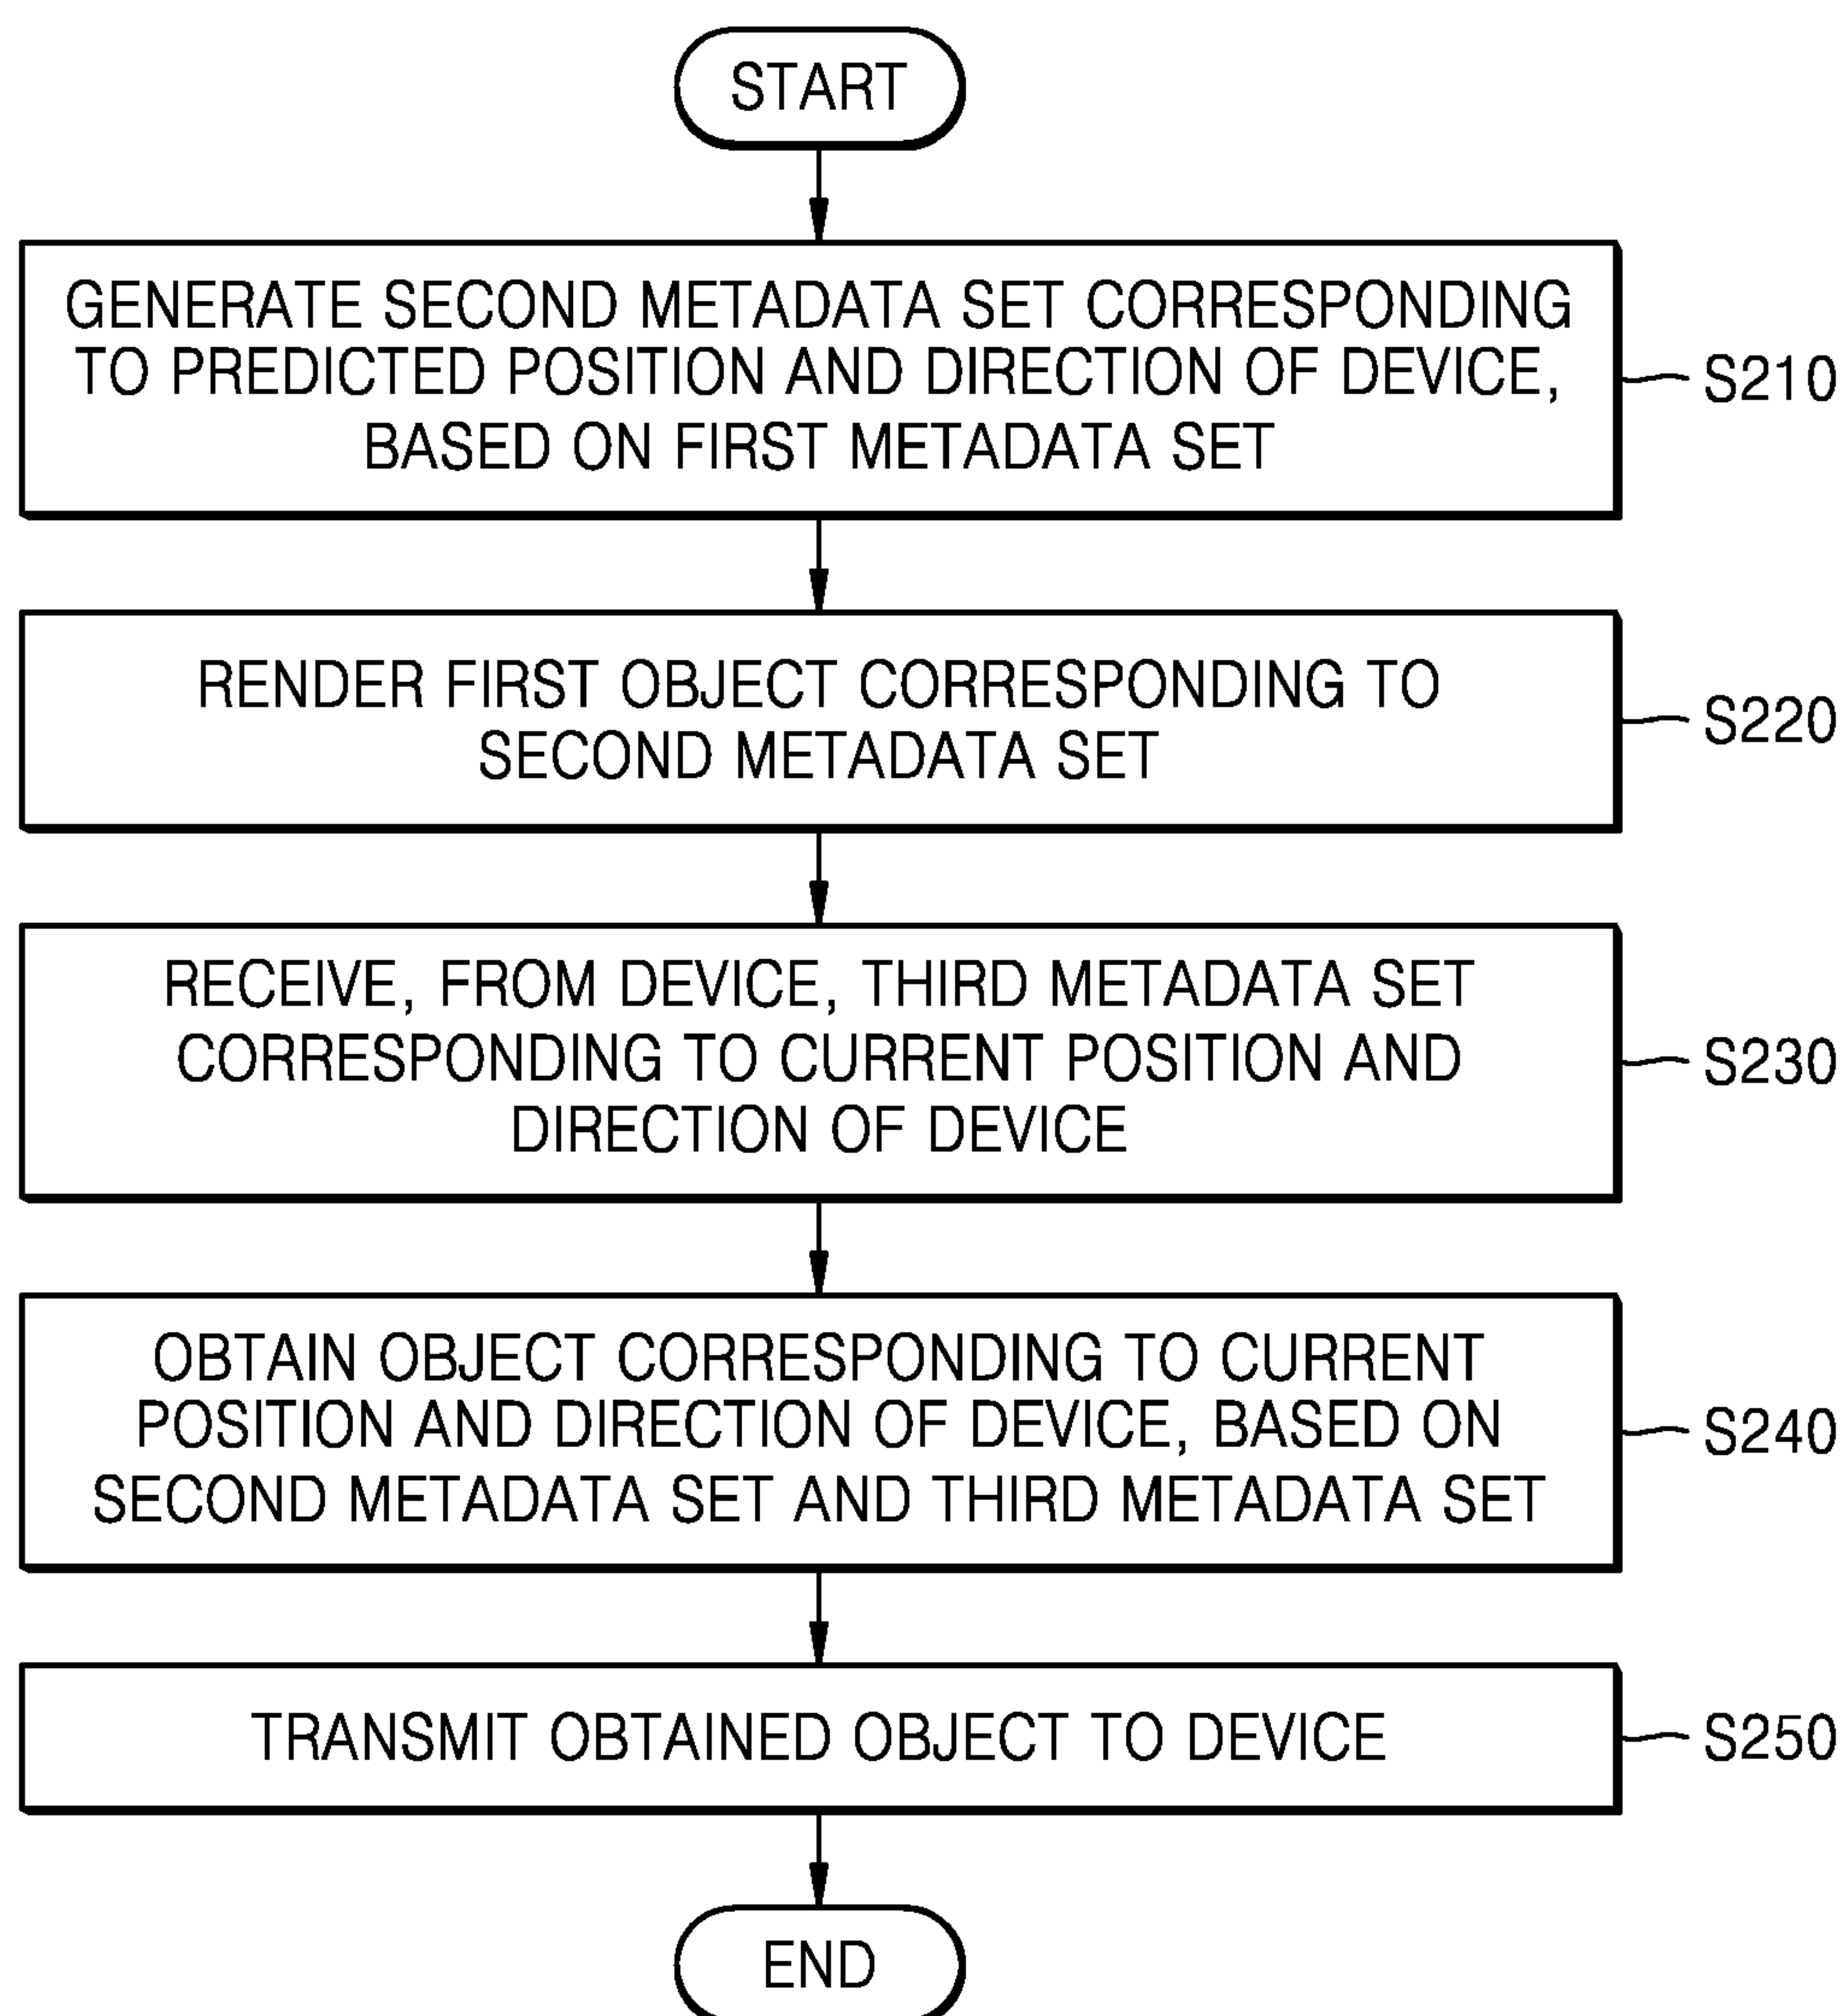 START
GENERATE SECOND METADATA SET CORRESPONDING
TO PREDICTED POSITION AND DIRECTION OF DEVICE,
BASED ON FIRST METADATA SET
S210
RENDER FIRST OBJECT CORRESPONDING TO
SECOND METADATA SET
S220
RECEIVE, FROM DEVICE, THIRD METADATA SET
CORRESPONDING TO CURRENT POSITION AND
DIRECTION OF DEVICE
S230
OBTAIN OBJECT CORRESPONDING TO CURRENT
POSITION AND DIRECTION OF DEVICE, BASED ON
SECOND METADATA SET AND THIRD METADATA SET
S240
TRANSMIT OBTAINED OBJECT TO DEVICE
S250
END